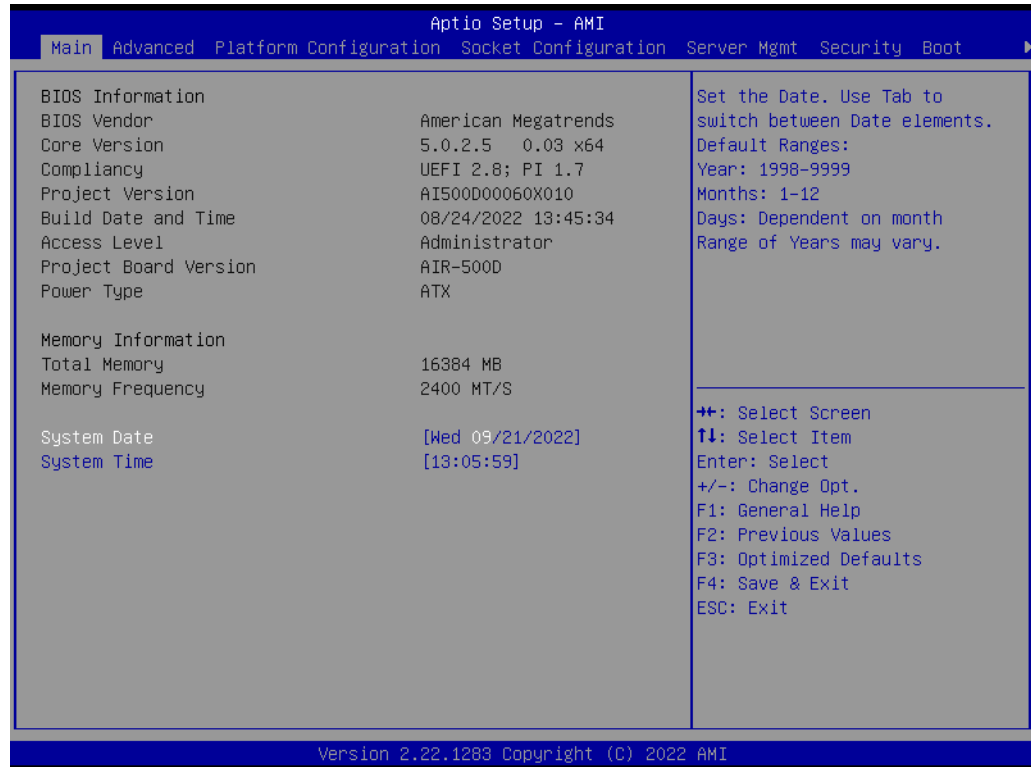 Aptio Setup – AMI
Main Advanced Platform Configuration Socket Configuration Server Mgmt Security Boot
BIOS Information
BIOS Vendor American Megatrends
Core Version 5.0.2.5 0.03 x64
Compliancy UEFI 2.8; PI 1.7
Project Version AI500D00060X010
Build Date and Time 08/24/2022 13:45:34
Access Level Administrator
Project Board Version AIR-500D
Power Type ATX
Memory Information
Total Memory 16384 MB
Memory Frequency 2400 MT/S
System Date [Wed 09/21/2022]
System Time [13:05:59]
Set the Date. Use Tab to
switch between Date elements.
Default Ranges:
Year: 1998-9999
Months: 1-12
Days: Dependent on month
Range of Years may vary.
→←: Select Screen
↑↓: Select Item
Enter: Select
+/-: Change Opt.
F1: General Help
F2: Previous Values
F3: Optimized Defaults
F4: Save & Exit
ESC: Exit
Version 2.22.1283 Copyright (C) 2022 AMI